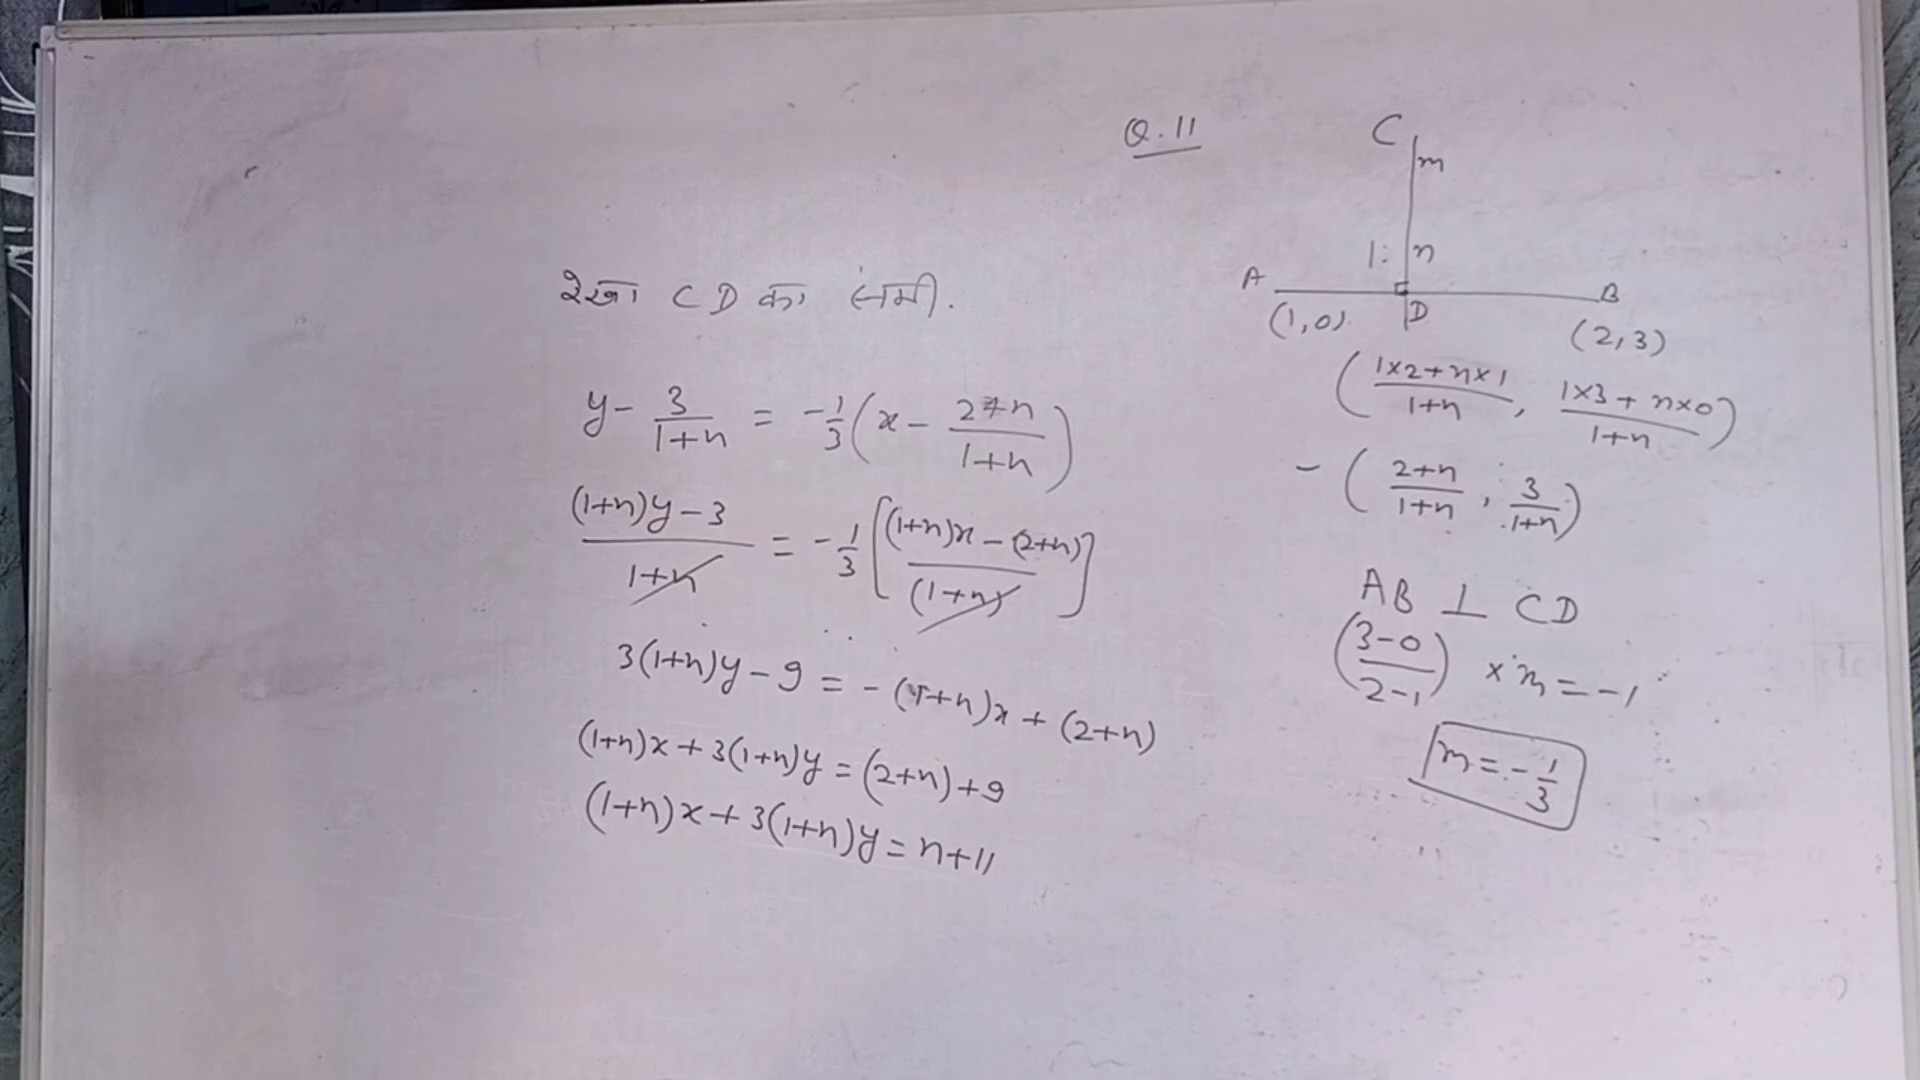 Q.11
C
m
1: n
A B
D
(1,0) (2,3)
(1×2+n×1/1+n, 1×3+n×0/1+n)
- (2+n/1+n, 3/1+n)
AB ⊥ CD
(3-0/2-1) × m = -1
m = -1/3
रेखा CD का समी.
y - 3/1+n = -1/3 (x - 2+n/1+n)
(1+n)y - 3/1+n = -1/3 [(1+n)x - (2+n)/(1+n)]
3(1+n)y - 9 = - (1+n)x + (2+n)
(1+n)x + 3(1+n)y = (2+n) + 9
(1+n)x + 3(1+n)y = n+11